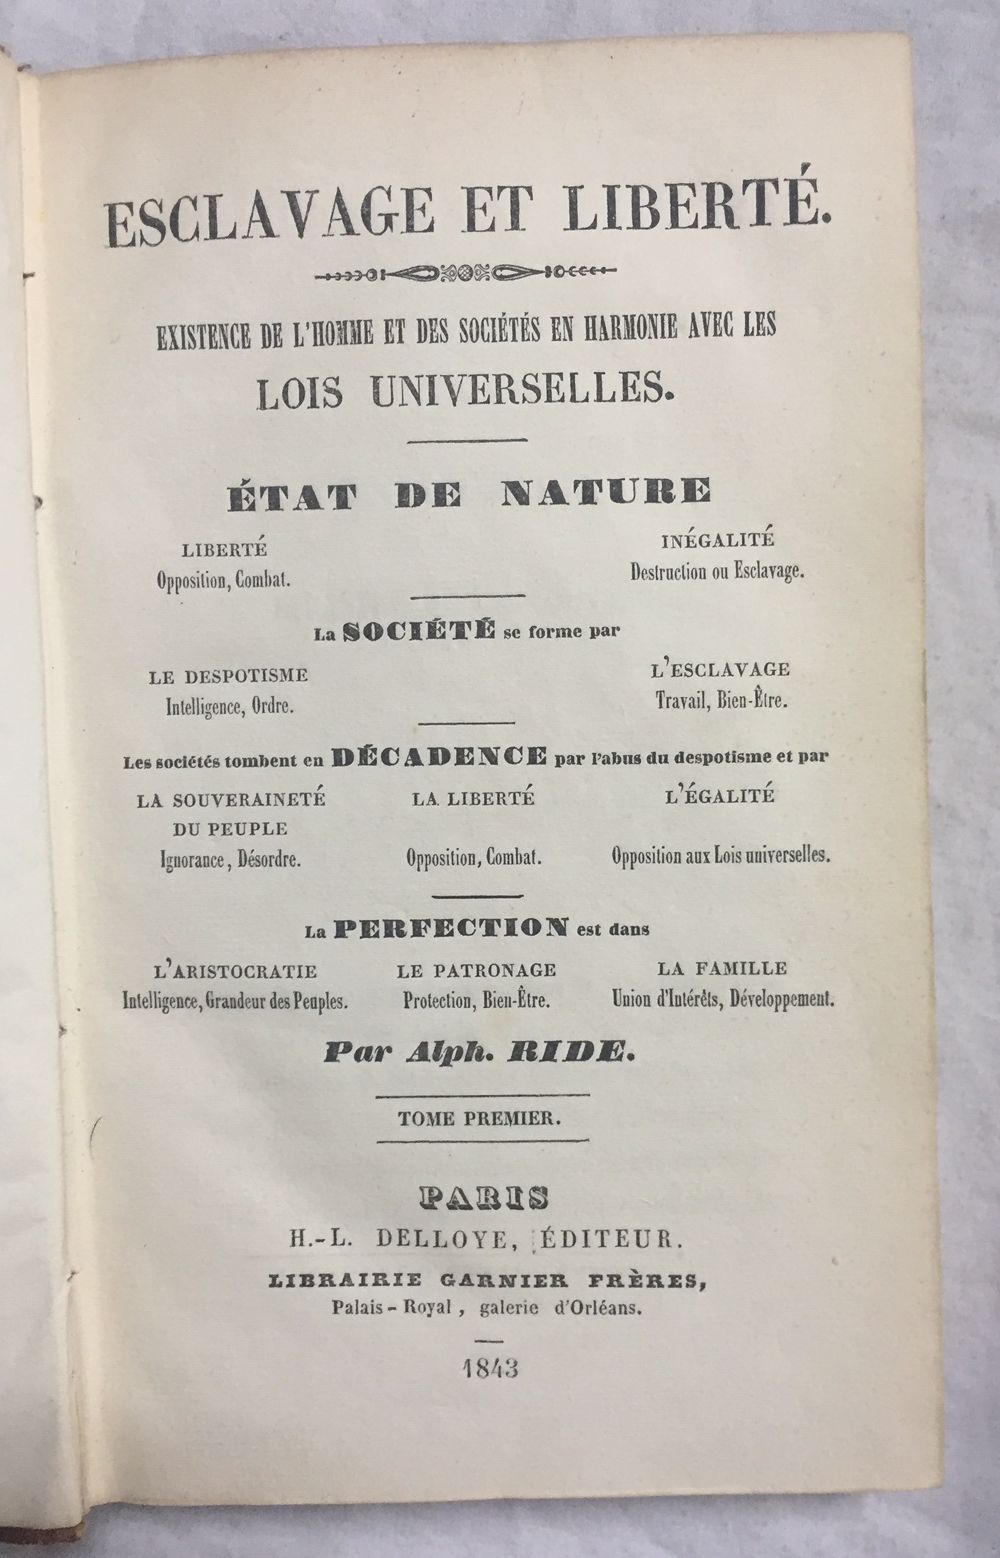 ESCLAVAGE ET LIBERTÉ.
EXISTENCE DE L'HOMME ET DES SOCIÉTÉS EN HARMONIE AVEC LES
LOIS UNIVERSELLES.
ÉTAT DE NATURE
LIBERTÉ INÉGALITÉ
Opposition, Combat. Destruction ou Esclavage.
La SOCIÉTÉ se forme par
LE DESPOTISME L'ESCLAVAGE
Intelligence, Ordre. Travail, Bien-Être.
Les sociétés tombent en DÉCADENCE par l'abus du despotisme et par
LA SOUVERAINETÉ LA LIBERTÉ L'ÉGALITÉ
DU PEUPLE
Ignorance, Désordre. Opposition, Combat. Opposition aux Lois universelles.
La PERFECTION est dans
L'ARISTOCRATIE LE PATRONAGE LA FAMILLE
Intelligence, Grandeur des Peuples. Protection, Bien-Être. Union d'Intérêts, Développement.
Par Alph. RIDE.
TOME PREMIER.
PARIS
H.-L. DELLOYE, ÉDITEUR.
LIBRAIRIE GARNIER FRÈRES,
Palais-Royal, galerie d'Orléans.
1843